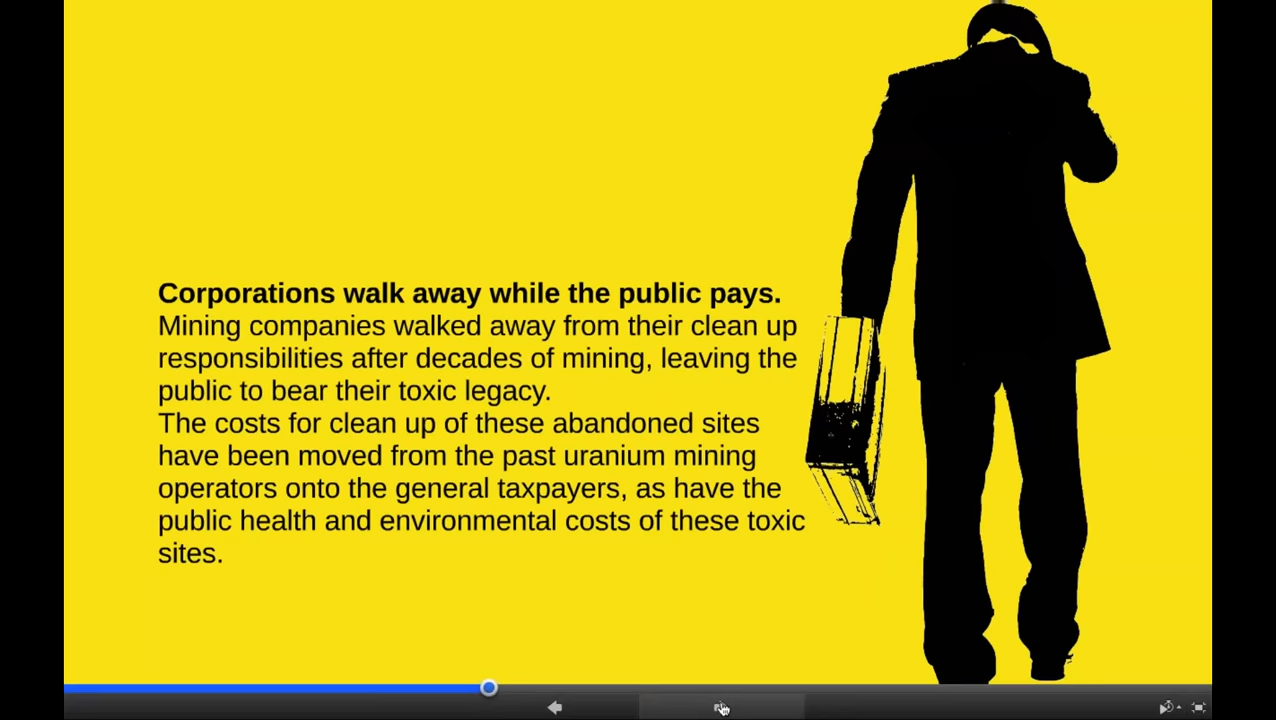 Corporations walk away while the public pays.
Mining companies walked away from their clean up
responsibilities after decades of mining, leaving the
public to bear their toxic legacy.
The costs for clean up of these abandoned sites
have been moved from the past uranium mining
operators onto the general taxpayers, as have the
public health and environmental costs of these toxic
sites.